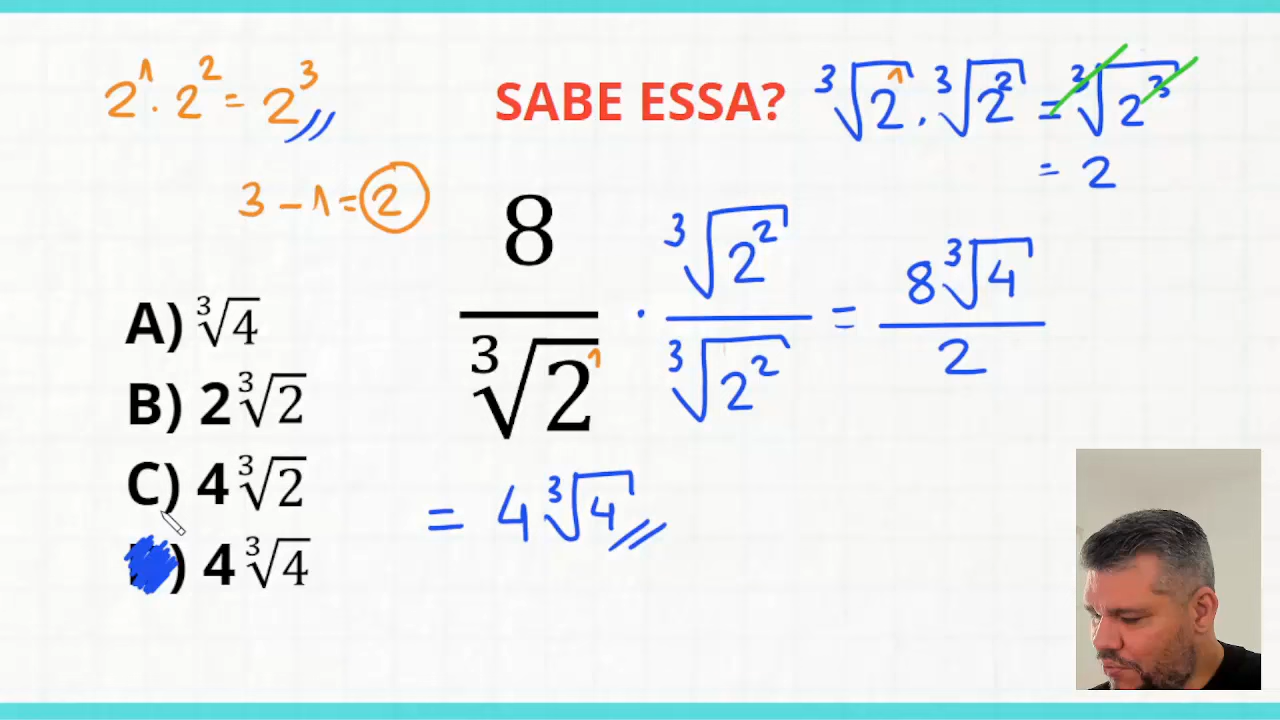 2¹ · 2² = 2³
3 − 1 = 2
SABE ESSA?
∛2¹ · ∛2² = ∛2³
= 2
8/∛2¹ · ∛2²/∛2² = 8∛4/2
= 4∛4
A) ∛4
B) 2∛2
C) 4∛2
) 4∛4